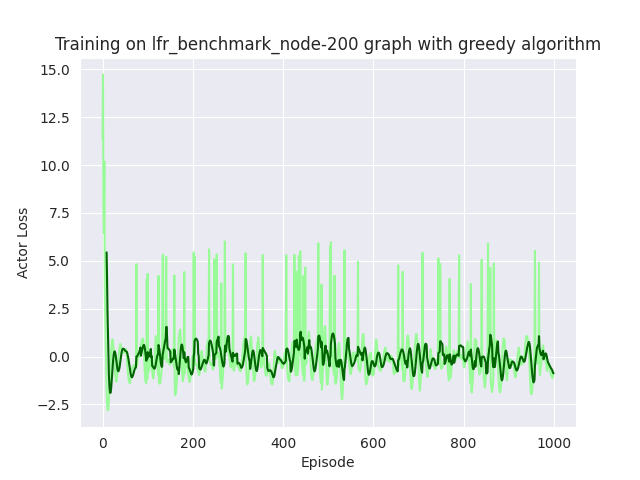 Training on lfr_benchmark_node-200 graph with greedy algorithm
15.0
12.5
10.0
7.5
5.0
2.5
0.0
−2.5
Actor Loss
0 200 400 600 800 1000
Episode